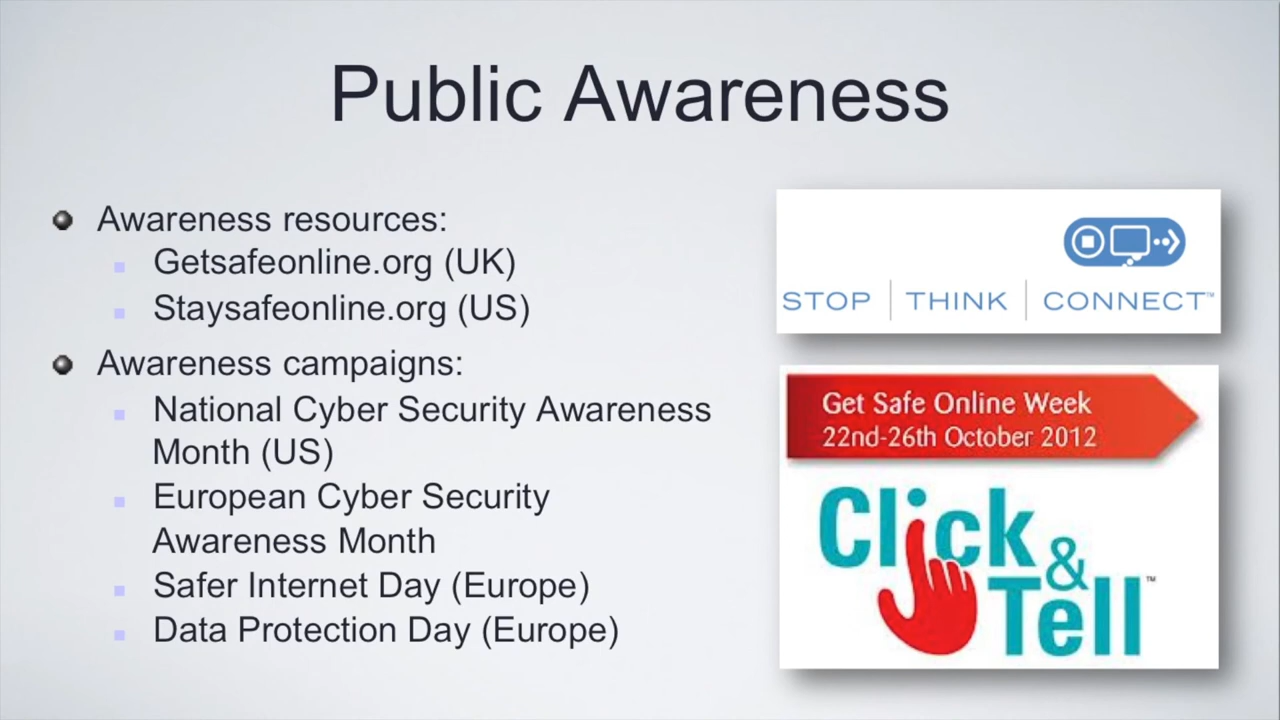 Public Awareness
Awareness resources:
Getsafeonline.org (UK)
Staysafeonline.org (US)
Awareness campaigns:
National Cyber Security Awareness
Month (US)
European Cyber Security
Awareness Month
Safer Internet Day (Europe)
Data Protection Day (Europe)
STOP | THINK | CONNECT™
Get Safe Online Week
22nd-26th October 2012
Click
&
Tell™